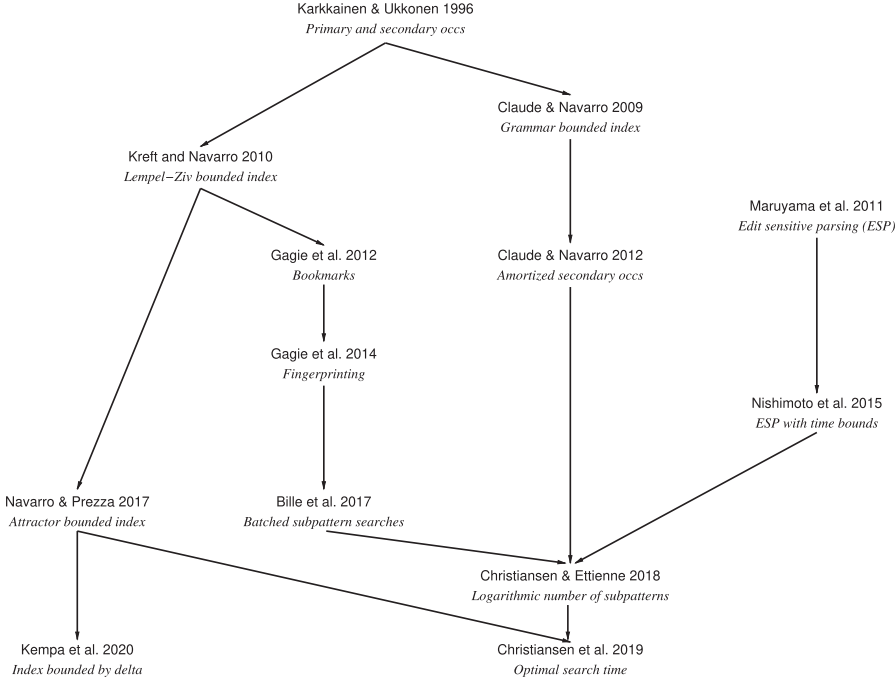 Karkkainen & Ukkonen 1996
Primary and secondary occs
Claude & Navarro 2009
Grammar bounded index
Kreft and Navarro 2010
Lempel−Ziv bounded index
Maruyama et al. 2011
Edit sensitive parsing (ESP)
Gagie et al. 2012
Bookmarks
Claude & Navarro 2012
Amortized secondary occs
Gagie et al. 2014
Fingerprinting
Nishimoto et al. 2015
ESP with time bounds
Navarro & Prezza 2017
Attractor bounded index
Bille et al. 2017
Batched subpattern searches
Christiansen & Ettienne 2018
Logarithmic number of subpatterns
Kempa et al. 2020
Index bounded by delta
Christiansen et al. 2019
Optimal search time